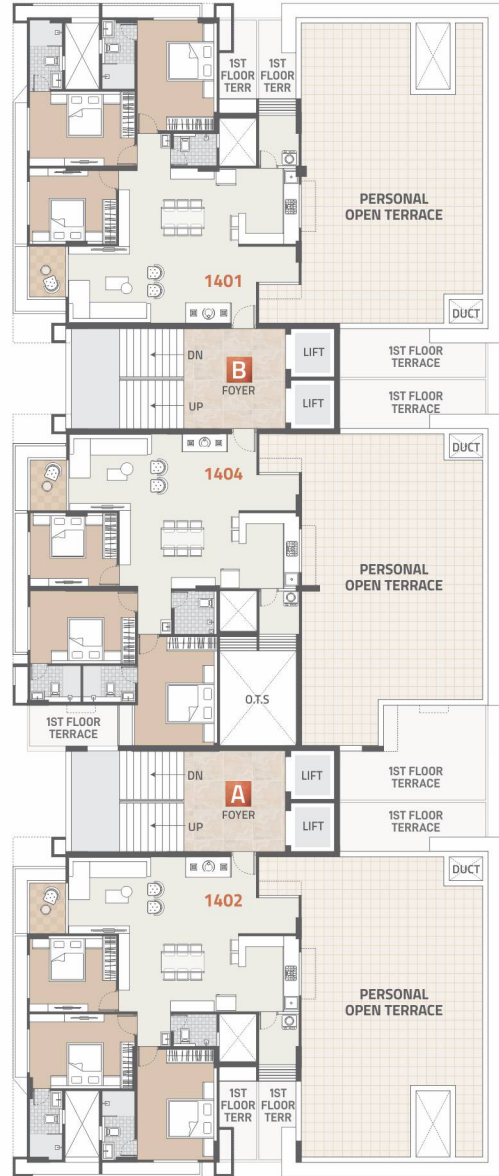 1ST
FLOOR
TERR
1ST
FLOOR
TERR
PERSONAL
OPEN TERRACE
1401
DUCT
DN
B
FOYER
UP
LIFT
LIFT
1ST FLOOR
TERRACE
1ST FLOOR
TERRACE
DUCT
1404
PERSONAL
OPEN TERRACE
O.T.S
1ST FLOOR
TERRACE
DN
A
FOYER
UP
LIFT
LIFT
1ST FLOOR
TERRACE
1ST FLOOR
TERRACE
DUCT
1402
PERSONAL
OPEN TERRACE
1ST
FLOOR
TERR
1ST
FLOOR
TERR